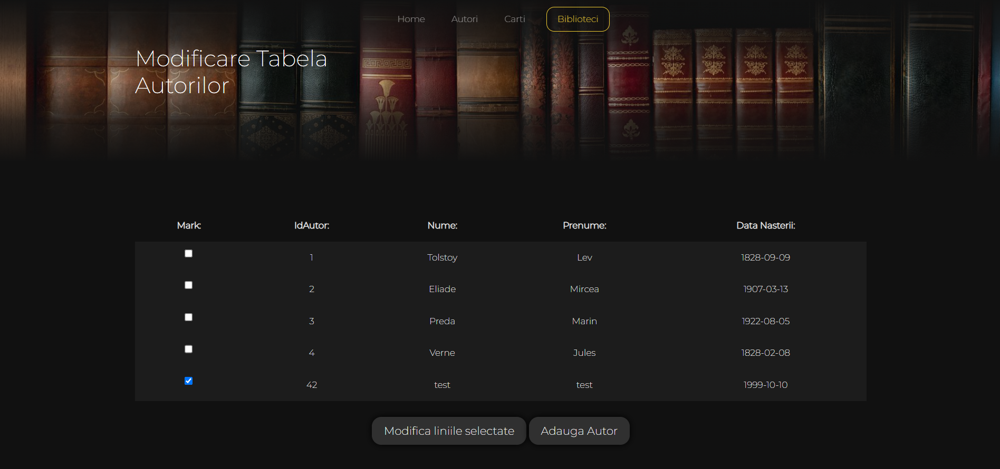 Home Autori Carti Biblioteci
Modificare Tabela
Autorilor
Mark: IdAutor: Nume: Prenume: Data Nasterii:
1 Tolstoy Lev 1828-09-09
2 Eliade Mircea 1907-03-13
3 Preda Marin 1922-08-05
4 Verne Jules 1828-02-08
42 test test 1999-10-10
Modifica liniile selectate Adauga Autor